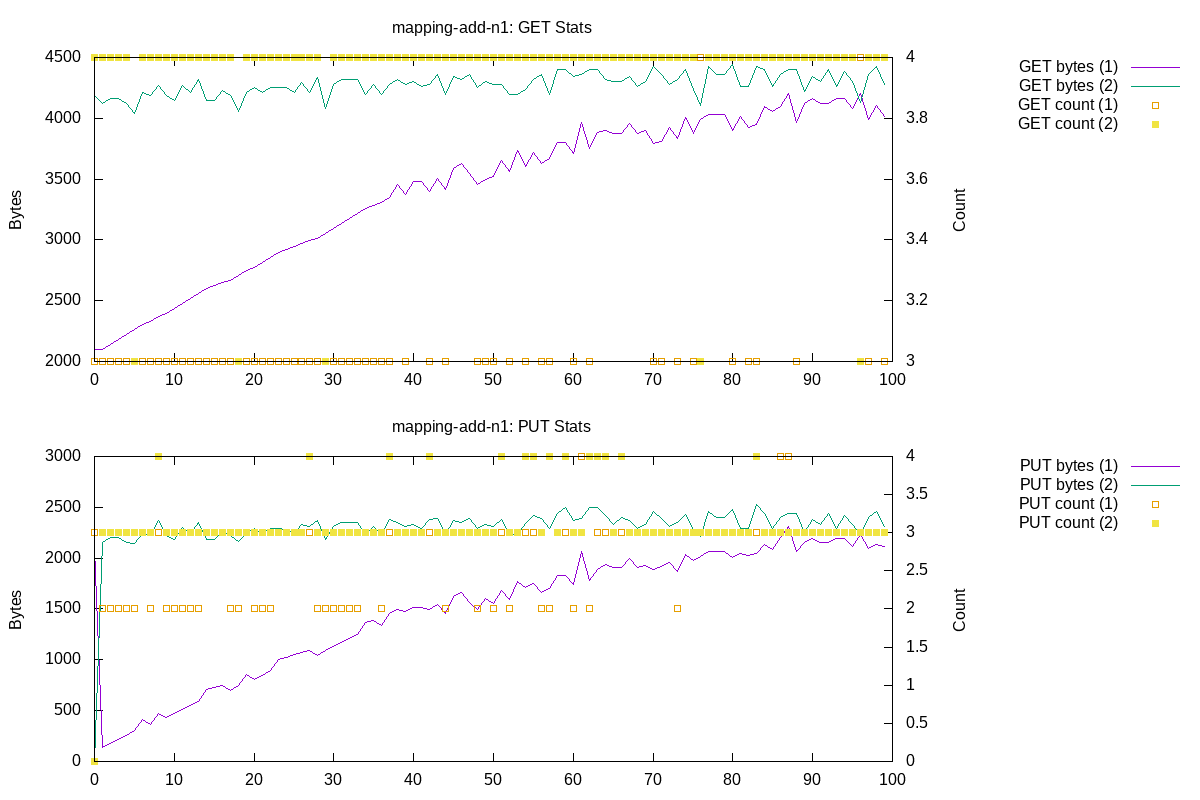 mapping-add-n1: GET Stats
4500
4000
3500
3000
2500
2000
Bytes
0 10 20 30 40 50 60 70 80 90 100
4
3.8
3.6
3.4
3.2
3
Count
GET bytes (1)
GET bytes (2)
GET count (1)
GET count (2)
mapping-add-n1: PUT Stats
3000
2500
2000
1500
1000
500
0
Bytes
0 10 20 30 40 50 60 70 80 90 100
4
3.5
3
2.5
2
1.5
1
0.5
0
Count
PUT bytes (1)
PUT bytes (2)
PUT count (1)
PUT count (2)